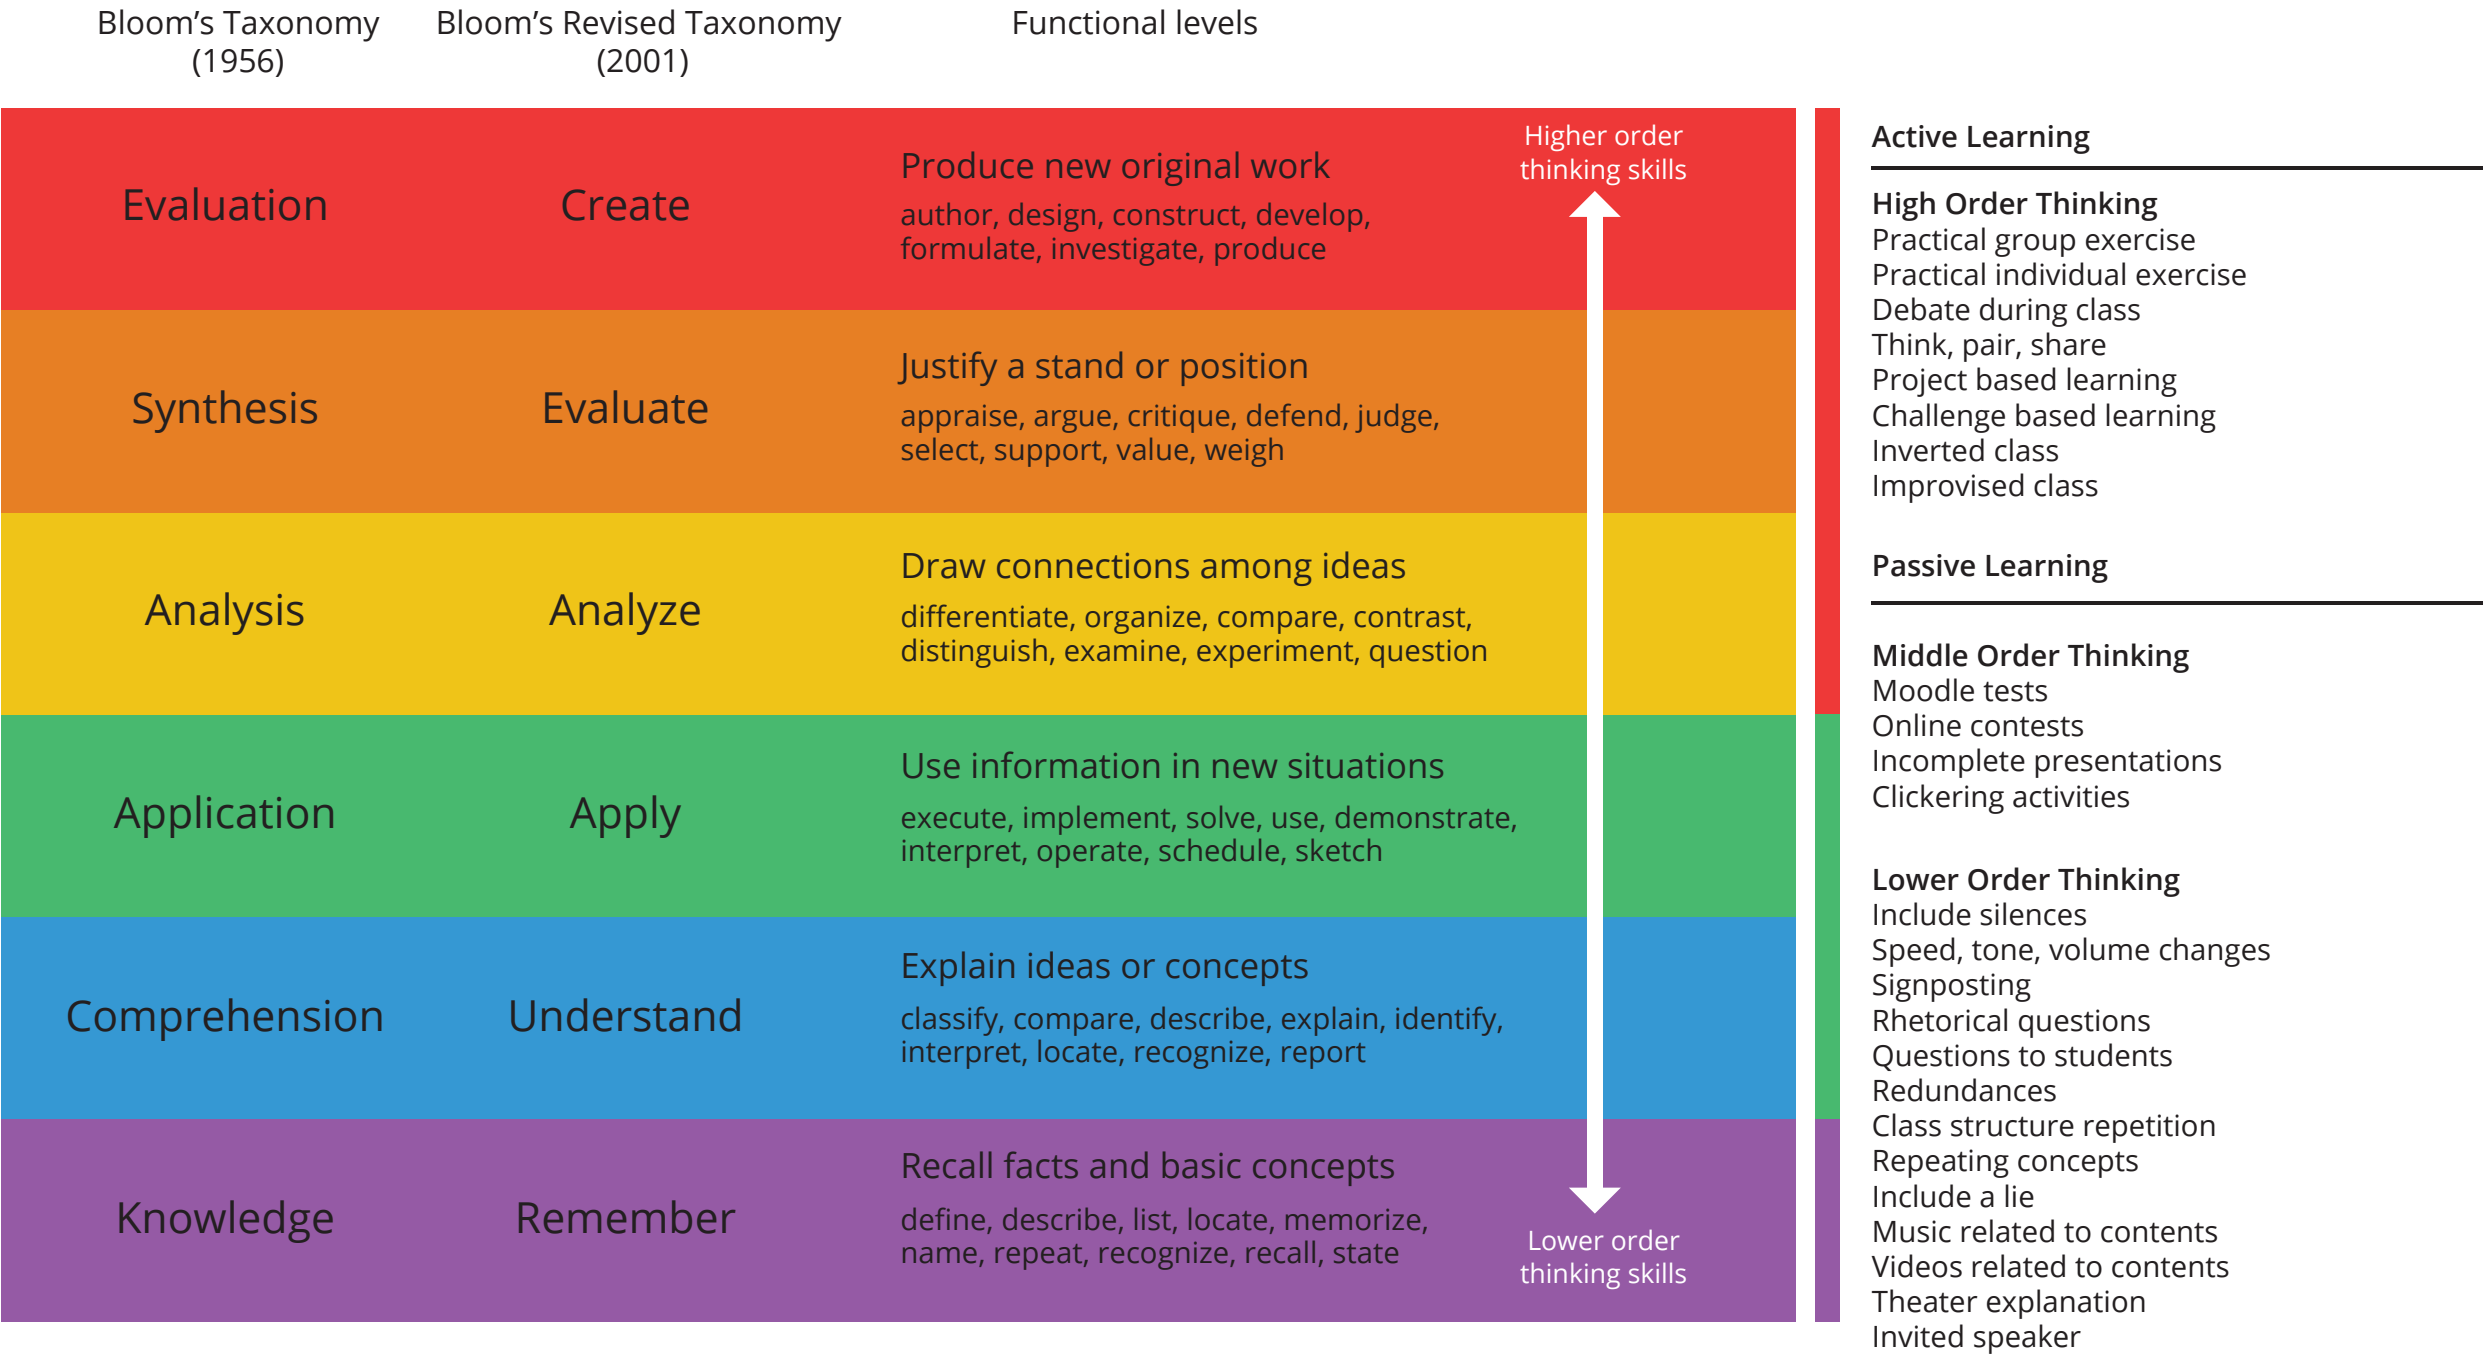 Bloom’s Taxonomy
(1956)
Bloom’s Revised Taxonomy
(2001)
Functional levels
Evaluation
Create
Produce new original work
author, design, construct, develop,
formulate, investigate, produce
Higher order
thinking skills
Synthesis
Evaluate
Justify a stand or position
appraise, argue, critique, defend, judge,
select, support, value, weigh
Analysis
Analyze
Draw connections among ideas
differentiate, organize, compare, contrast,
distinguish, examine, experiment, question
Application
Apply
Use information in new situations
execute, implement, solve, use, demonstrate,
interpret, operate, schedule, sketch
Comprehension
Understand
Explain ideas or concepts
classify, compare, describe, explain, identify,
interpret, locate, recognize, report
Knowledge
Remember
Recall facts and basic concepts
define, describe, list, locate, memorize,
name, repeat, recognize, recall, state
Lower order
thinking skills
Active Learning
High Order Thinking
Practical group exercise
Practical individual exercise
Debate during class
Think, pair, share
Project based learning
Challenge based learning
Inverted class
Improvised class
Passive Learning
Middle Order Thinking
Moodle tests
Online contests
Incomplete presentations
Clickering activities
Lower Order Thinking
Include silences
Speed, tone, volume changes
Signposting
Rhetorical questions
Questions to students
Redundances
Class structure repetition
Repeating concepts
Include a lie
Music related to contents
Videos related to contents
Theater explanation
Invited speaker